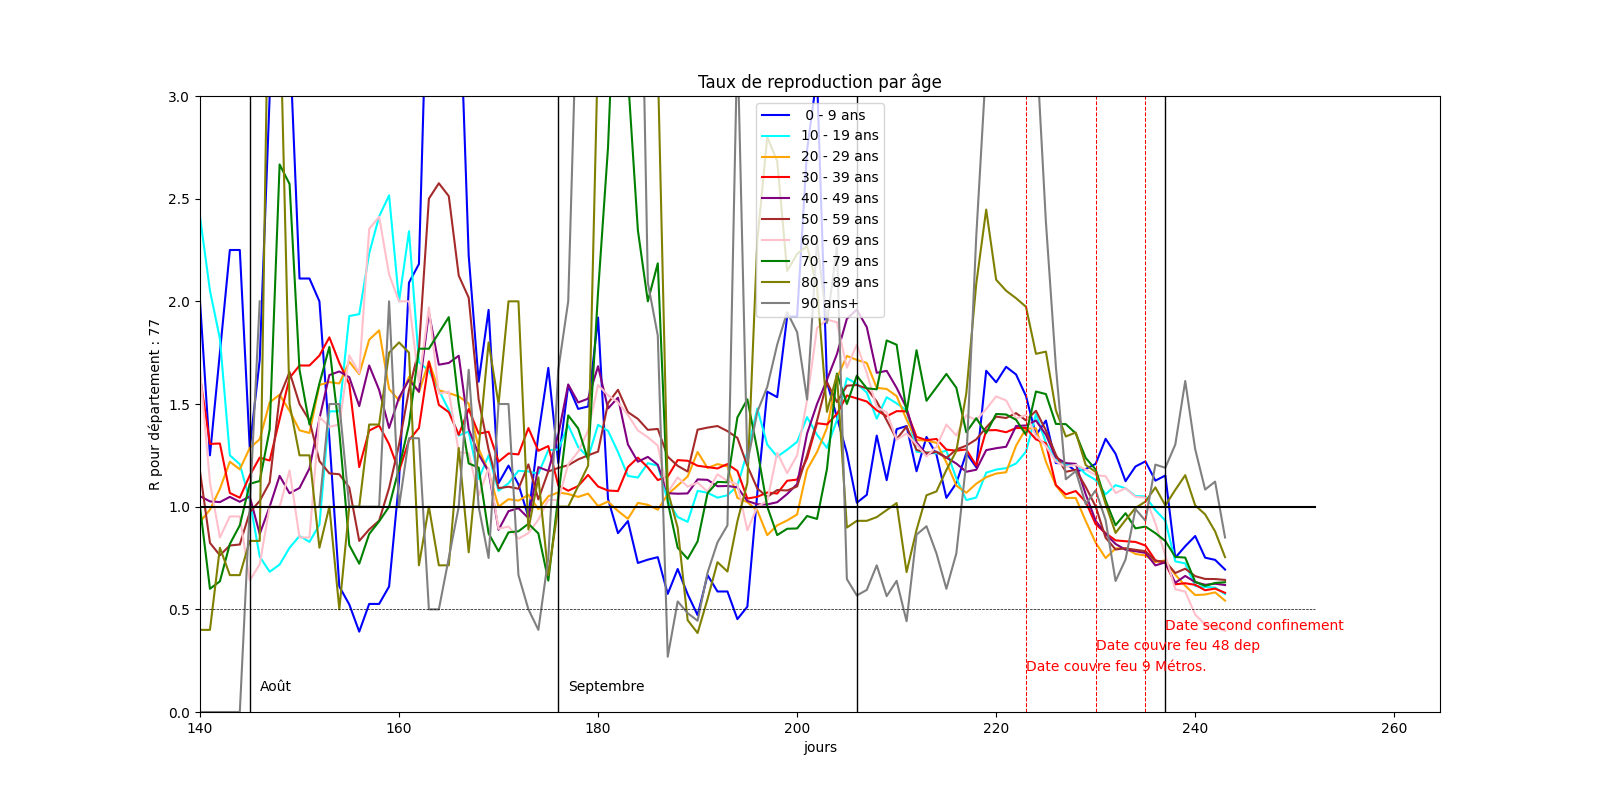 Taux de reproduction par âge
R pour département : 77
3.0
2.5
2.0
1.5
1.0
0.5
0.0
0 - 9 ans
10 - 19 ans
20 - 29 ans
30 - 39 ans
40 - 49 ans
50 - 59 ans
60 - 69 ans
70 - 79 ans
80 - 89 ans
90 ans+
Date second confinement
Date couvre feu 48 dep
Date couvre feu 9 Métros.
Août
Septembre
140
160
180
200
220
240
260
jours